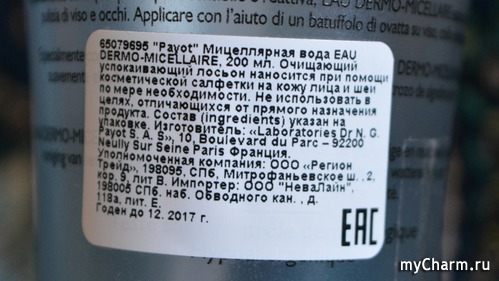 pulizia di viso e occhi. Applicare con l'aiuto di un batuffolo di ovatta su viso,
65079695 "Payot" Мицеллярная вода EAU
DERMO-MICELLAIRE, 200 мл. Очищающий
успокаивающий лосьон наносится при помощи
косметической салфетки на кожу лица и шеи
по мере необходимости. Не использовать в
целях, отличающихся от прямого назначения
продукта. Состав (ingredients) указан на
упаковке. Изготовитель: «Laboratories Dr N. G.
Payot S. A. S», 10, Boulevard du Parc – 92200
Neully Sur Seine Paris Франция.
Уполномоченная компания: ООО «Регион
Трейд», 198095, СПб, Митрофаньевское ш., 2.
кор. 9, лит В. Импортер: ООО "НеваЛайн",
198005 СПб. наб. Обводного кан. , д.
118а, лит. Е.
Годен до 12. 2017 г.
EAC
myCharm.ru